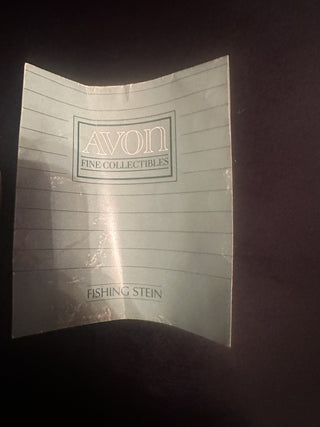 AVON
FINE COLLECTIBLES
FISHING STEIN